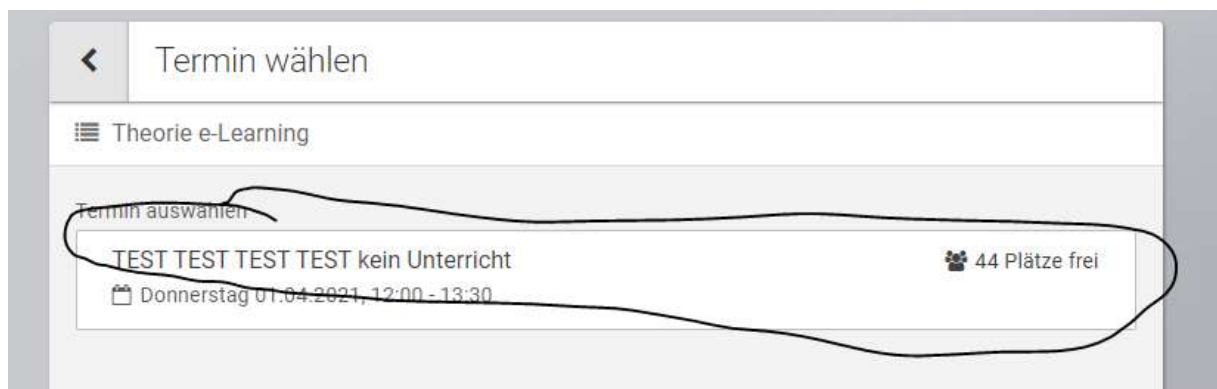 Termin wählen
Theorie e-Learning
Termin auswählen
TEST TEST TEST TEST kein Unterricht
44 Plätze frei
Donnerstag 01.04.2021, 12:00 - 13:30